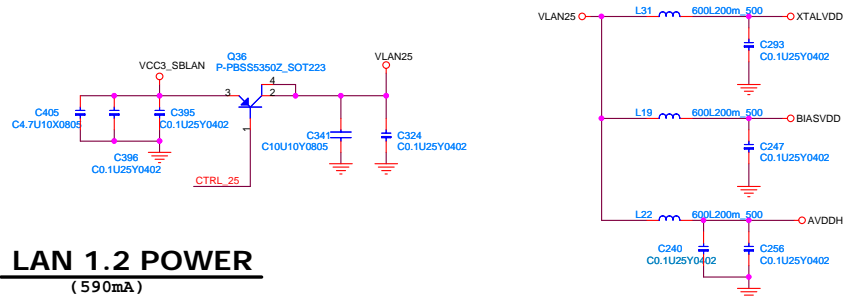 VLAN25
L31
600L200m_500
XTALVDD
C293
C0.1U25Y0402
Q36
P-PBSS5350Z_SOT223
VCC3_SBLAN
VLAN25
3
4
2
1
C405
C4.7U10X0805
C395
C0.1U25Y0402
C396
C0.1U25Y0402
C341
C10U10Y0805
C324
C0.1U25Y0402
CTRL_25
L19
600L200m_500
BIASVDD
C247
C0.1U25Y0402
L22
600L200m_500
AVDDH
C240
C0.1U25Y0402
C256
C0.1U25Y0402
LAN 1.2 POWER
(590mA)